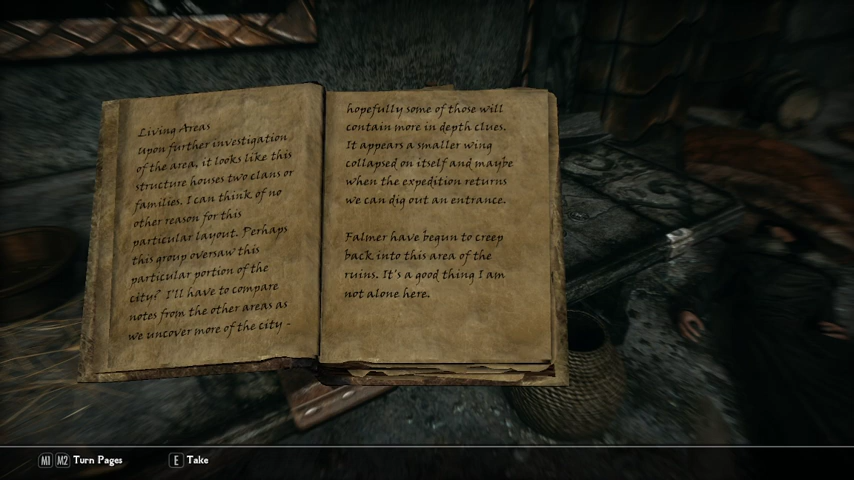 Living Areas
Upon further investigation
of the area, it looks like this
structure houses two clans or
families. I can think of no
other reason for this
particular layout. Perhaps
this group oversaw this
particular portion of the
city? I'll have to compare
notes from the other areas as
we uncover more of the city -
hopefully some of those will
contain more in depth clues.
It appears a smaller wing
collapsed on itself and maybe
when the expedition returns
we can dig out an entrance.
Falmer have begun to creep
back into this area of the
ruins. It's a good thing I am
not alone here.
M1 M2 Turn Pages E Take